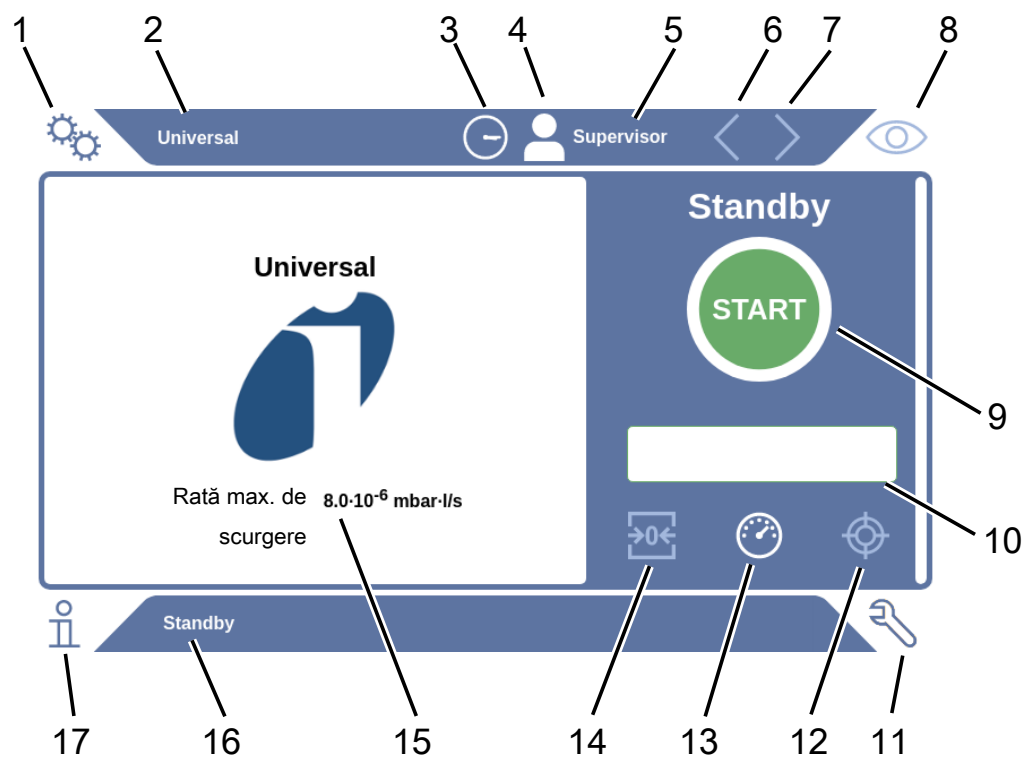 1 2 3 4 5 6 7 8
Universal Supervisor
Standby
Universal
START
9
Rată max. de 8.0·10⁻⁶ mbar·l/s
scurgere
→0←
10
Standby
17 16 15 14 13 12 11